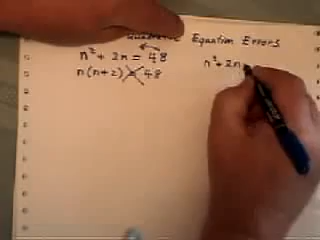 Quadratic Equation Errors
n² + 2n = 48
n(n+2) = 48
n² + 2n